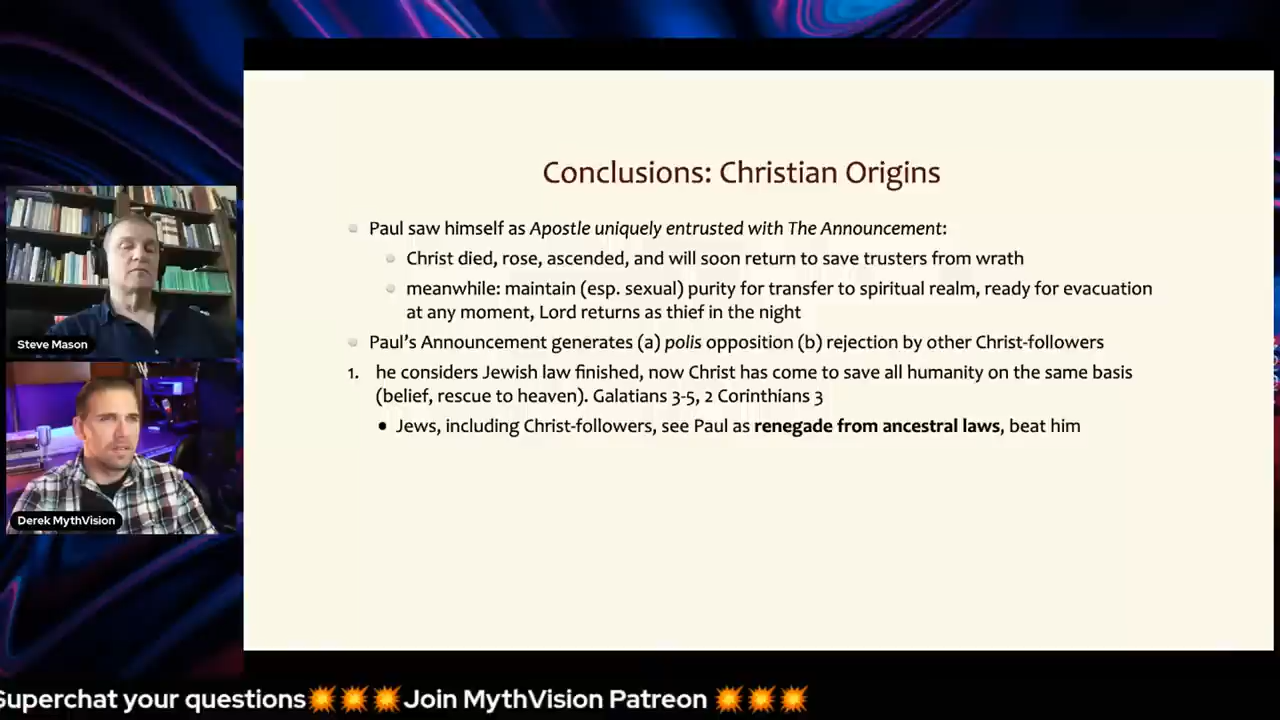 Conclusions: Christian Origins
Paul saw himself as Apostle uniquely entrusted with The Announcement:
Christ died, rose, ascended, and will soon return to save trusters from wrath
meanwhile: maintain (esp. sexual) purity for transfer to spiritual realm, ready for evacuation
at any moment, Lord returns as thief in the night
Paul’s Announcement generates (a) polis opposition (b) rejection by other Christ-followers
1. he considers Jewish law finished, now Christ has come to save all humanity on the same basis
(belief, rescue to heaven). Galatians 3-5, 2 Corinthians 3
Jews, including Christ-followers, see Paul as renegade from ancestral laws, beat him
Steve Mason
Derek MythVision
Superchat your questions💥💥💥Join MythVision Patreon 💥💥💥